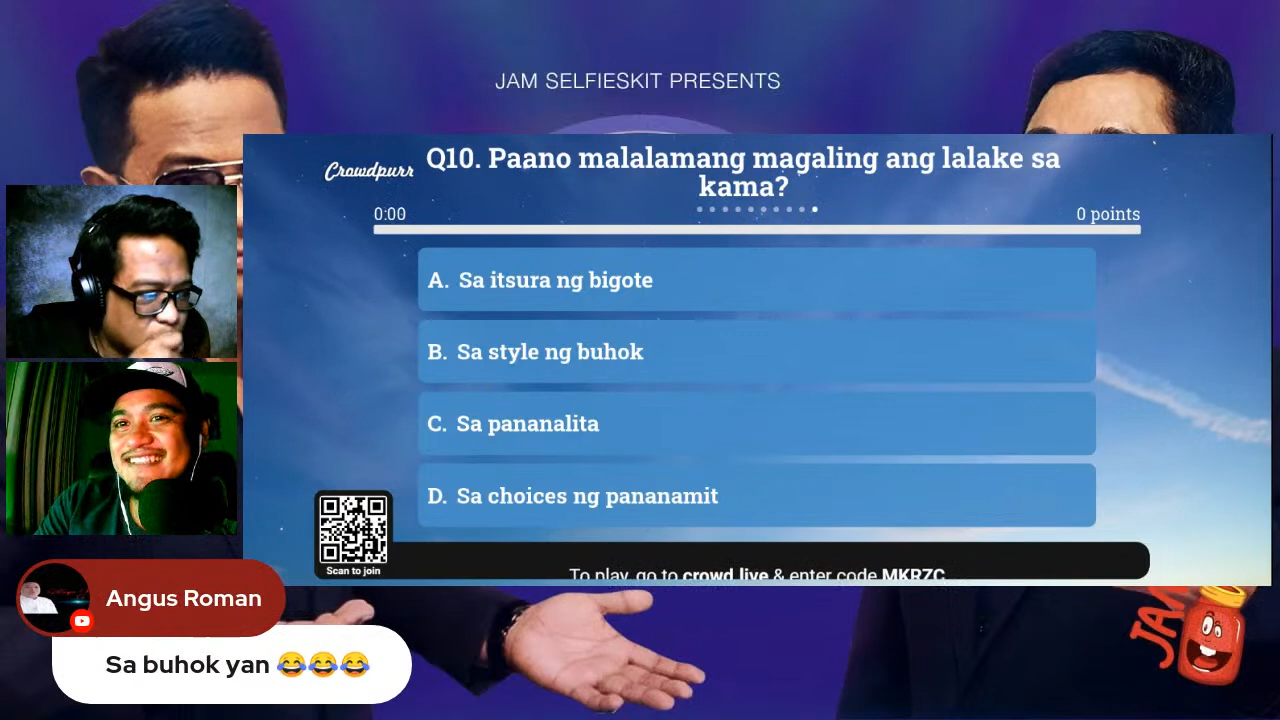 JAM SELFIESKIT PRESENTS
Crowdpurr
Q10. Paano malalamang magaling ang lalake sa
kama?
0:00
0 points
A. Sa itsura ng bigote
B. Sa style ng buhok
C. Sa pananalita
D. Sa choices ng pananamit
Scan to join
To play, go to crowd.live & enter code MKRZC
Angus Roman
Sa buhok yan 😂😂😂
JAM